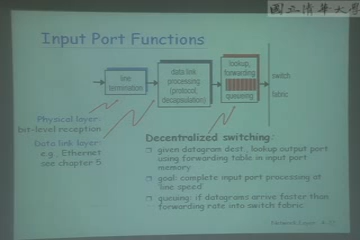 國立清華大學
Input Port Functions
line
termination
data link
processing
(protocol,
decapsulation)
lookup,
forwarding
queueing
switch
fabric
Physical layer:
bit-level reception
Data link layer:
e.g., Ethernet
see chapter 5
Decentralized switching:
given datagram dest., lookup output port
using forwarding table in input port
memory
goal: complete input port processing at
'line speed'
queuing: if datagrams arrive faster than
forwarding rate into switch fabric
Network Layer